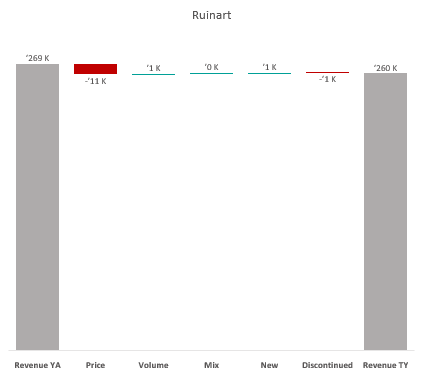 Ruinart
'269 K
-'11 K
'1 K
'0 K
'1 K
-'1 K
'260 K
Revenue YA
Price
Volume
Mix
New
Discontinued
Revenue TY